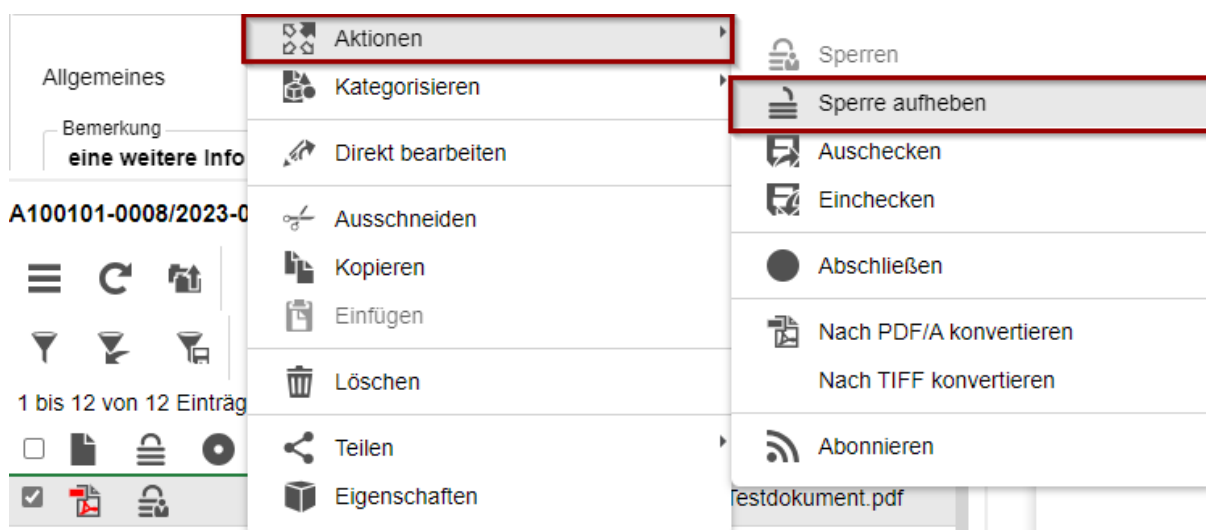 Allgemeines
Bemerkung
eine weitere Info
A100101-0008/2023-0
1 bis 12 von 12 Einträg
Aktionen
Kategorisieren
Direkt bearbeiten
Ausschneiden
Kopieren
Einfügen
Löschen
Teilen
Eigenschaften
Sperren
Sperre aufheben
Auschecken
Einchecken
Abschließen
Nach PDF/A konvertieren
Nach TIFF konvertieren
Abonnieren
Testdokument.pdf